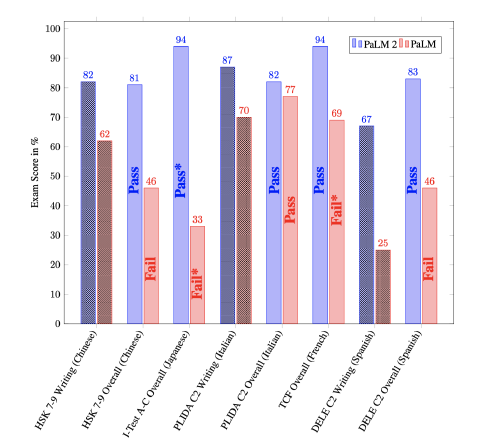 100
90
80
70
60
50
40
30
20
10
0
Exam Score in %
PaLM 2 PaLM
82
62
81
46
94
33
87
70
82
77
94
69
67
25
83
46
Pass
Fail
Pass*
Fail*
Pass
Pass
Pass
Fail*
Pass
Fail
HSK 7-9 Writing (Chinese)
HSK 7-9 Overall (Chinese)
J-Test A-C Overall (Japanese)
PLIDA C2 Writing (Italian)
PLIDA C2 Overall (Italian)
TCF Overall (French)
DELE C2 Writing (Spanish)
DELE C2 Overall (Spanish)